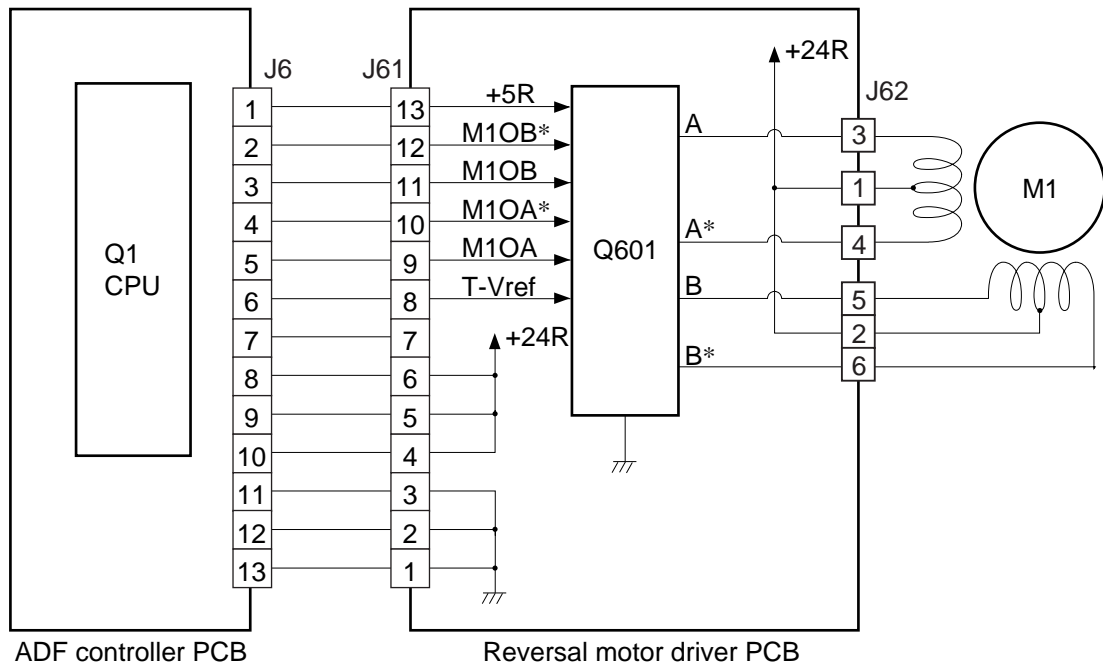 +24R
J6 J61 J62
1 13 +5R A 3
2 12 M1OB* 1 M1
3 11 M1OB
4 10 M1OA* A* 4
Q1 CPU
5 9 M1OA Q601
6 8 T-Vref B 5
7 7 +24R 2
8 6 B* 6
9 5
10 4
11 3
12 2
13 1
ADF controller PCB Reversal motor driver PCB